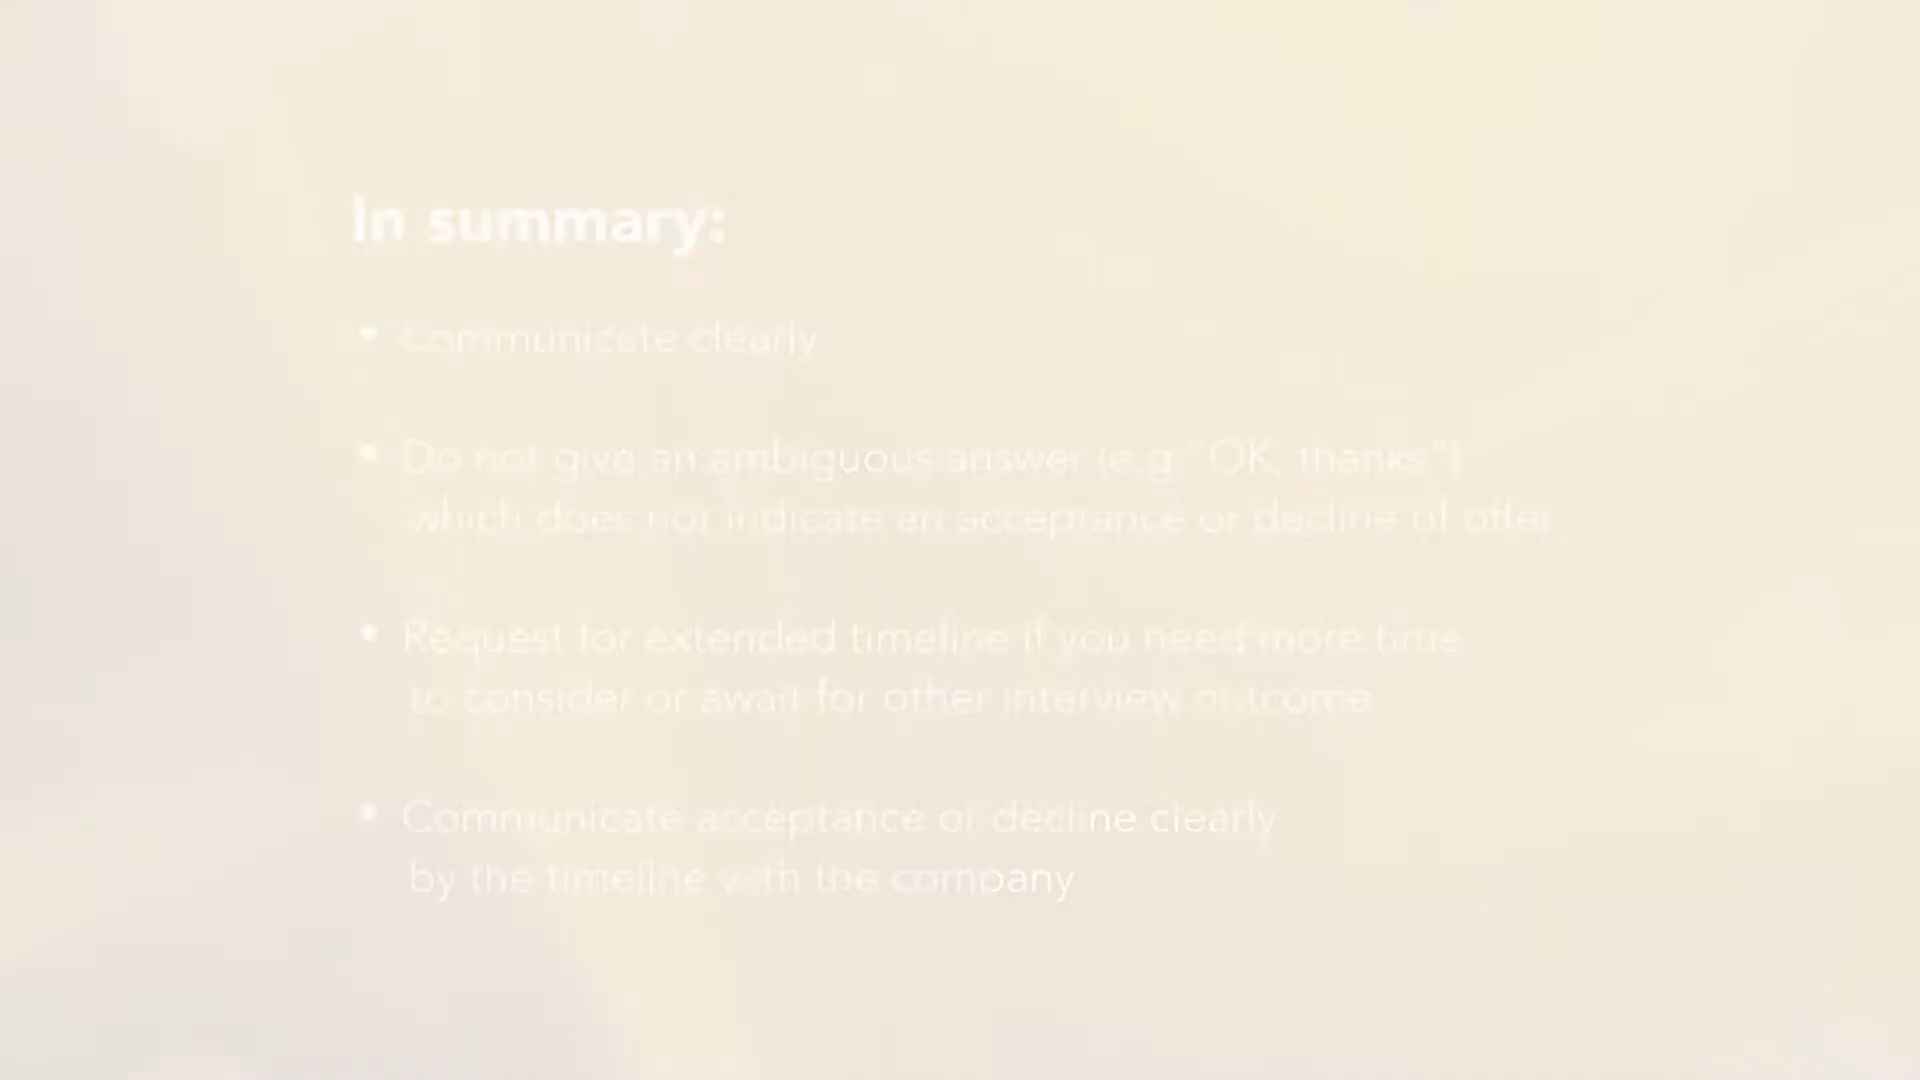 In summary:
• Communicate clearly
• Do not give an ambiguous answer (e.g. "OK, thanks")
which does not indicate an acceptance or decline of offer
• Request for extended timeline if you need more time
to consider or await for other interview outcome
• Communicate acceptance or decline clearly
by the timeline with the company